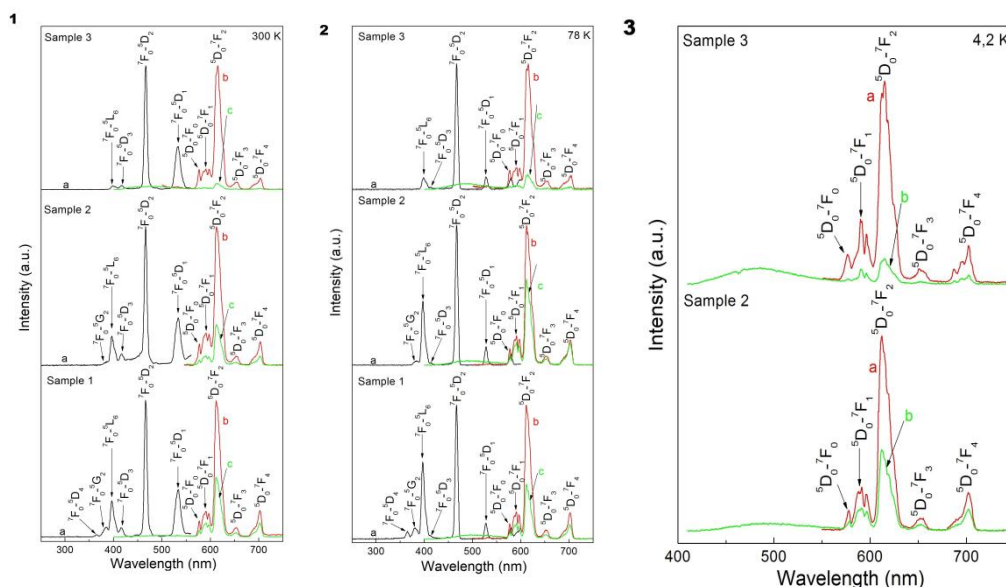 1
300 K
Sample 3
⁷F₀-⁵L₆
⁷F₀-⁵D₃
⁷F₀-⁵D₂
⁷F₀-⁵D₁
⁵D₀-⁷F₀
⁵D₀-⁷F₁
⁵D₀-⁷F₂
⁵D₀-⁷F₃
⁵D₀-⁷F₄
a
b
c
Sample 2
⁷F₀-⁵G₂
⁷F₀-⁵L₆
⁷F₀-⁵D₃
⁷F₀-⁵D₂
⁷F₀-⁵D₁
⁵D₀-⁷F₀
⁵D₀-⁷F₁
⁵D₀-⁷F₂
⁵D₀-⁷F₃
⁵D₀-⁷F₄
a
b
c
Sample 1
⁷F₀-⁵D₄
⁷F₀-⁵G₂
⁷F₀-⁵L₆
⁷F₀-⁵D₃
⁷F₀-⁵D₂
⁷F₀-⁵D₁
⁵D₀-⁷F₀
⁵D₀-⁷F₁
⁵D₀-⁷F₂
⁵D₀-⁷F₃
⁵D₀-⁷F₄
a
b
c
Intensity (a.u.)
300 400 500 600 700
Wavelength (nm)
2
78 K
Sample 3
⁷F₀-⁵L₆
⁷F₀-⁵D₃
⁷F₀-⁵D₂
⁷F₀-⁵D₁
⁵D₀-⁷F₀
⁵D₀-⁷F₁
⁵D₀-⁷F₂
⁵D₀-⁷F₃
⁵D₀-⁷F₄
a
b
c
Sample 2
⁷F₀-⁵G₂
⁷F₀-⁵L₆
⁷F₀-⁵D₃
⁷F₀-⁵D₂
⁷F₀-⁵D₁
⁵D₀-⁷F₀
⁵D₀-⁷F₁
⁵D₀-⁷F₂
⁵D₀-⁷F₃
⁵D₀-⁷F₄
a
b
c
Sample 1
⁷F₀-⁵D₄
⁷F₀-⁵G₂
⁷F₀-⁵L₆
⁷F₀-⁵D₃
⁷F₀-⁵D₂
⁷F₀-⁵D₁
⁵D₀-⁷F₀
⁵D₀-⁷F₁
⁵D₀-⁷F₂
⁵D₀-⁷F₃
⁵D₀-⁷F₄
a
b
c
Intensity (a.u.)
300 400 500 600 700
Wavelength (nm)
3
4,2 K
Sample 3
⁵D₀-⁷F₀
⁵D₀-⁷F₁
⁵D₀-⁷F₂
⁵D₀-⁷F₃
⁵D₀-⁷F₄
a
b
Sample 2
⁵D₀-⁷F₀
⁵D₀-⁷F₁
⁵D₀-⁷F₂
⁵D₀-⁷F₃
⁵D₀-⁷F₄
a
b
Intensity (a.u.)
400 500 600 700
Wavelength (nm)